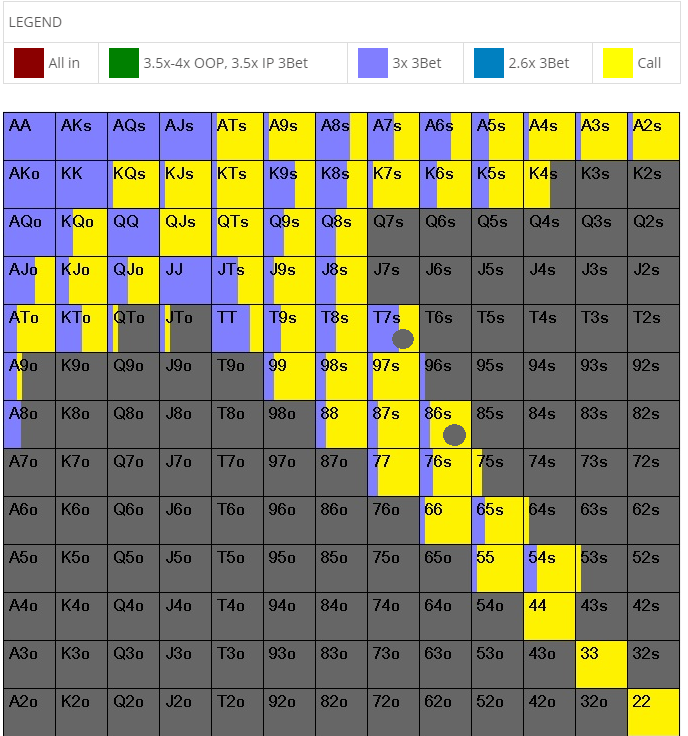 LEGEND
All in 3.5x-4x OOP, 3.5x IP 3Bet 3x 3Bet 2.6x 3Bet Call
AA AKs AQs AJs ATs A9s A8s A7s A6s A5s A4s A3s A2s
AKo KK KQs KJs KTs K9s K8s K7s K6s K5s K4s K3s K2s
AQo KQo QQ QJs QTs Q9s Q8s Q7s Q6s Q5s Q4s Q3s Q2s
AJo KJo QJo JJ JTs J9s J8s J7s J6s J5s J4s J3s J2s
ATo KTo QTo JTo TT T9s T8s T7s T6s T5s T4s T3s T2s
A9o K9o Q9o J9o T9o 99 98s 97s 96s 95s 94s 93s 92s
A8o K8o Q8o J8o T8o 98o 88 87s 86s 85s 84s 83s 82s
A7o K7o Q7o J7o T7o 97o 87o 77 76s 75s 74s 73s 72s
A6o K6o Q6o J6o T6o 96o 86o 76o 66 65s 64s 63s 62s
A5o K5o Q5o J5o T5o 95o 85o 75o 65o 55 54s 53s 52s
A4o K4o Q4o J4o T4o 94o 84o 74o 64o 54o 44 43s 42s
A3o K3o Q3o J3o T3o 93o 83o 73o 63o 53o 43o 33 32s
A2o K2o Q2o J2o T2o 92o 82o 72o 62o 52o 42o 32o 22